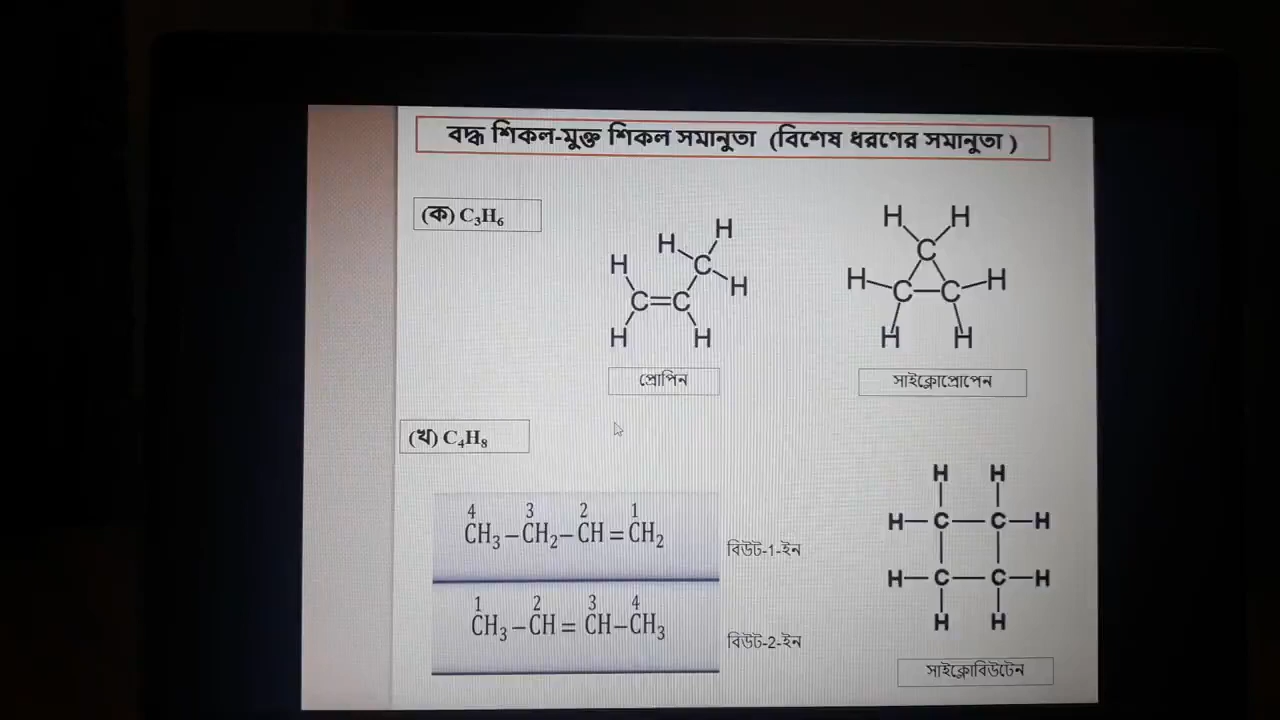 বদ্ধ শিকল-মুক্ত শিকল সমানুতা (বিশেষ ধরণের সমানুতা )
(ক) C₃H₆
H H
H C H
C=C
H H
প্রোপিন
H H
C
H C C H
H H
সাইক্লোপ্রোপেন
(খ) C₄H₈
4 3 2 1
CH₃–CH₂–CH=CH₂
বিউট-1-ইন
1 2 3 4
CH₃–CH=CH–CH₃
বিউট-2-ইন
H H
H–C–C–H
H–C–C–H
H H
সাইক্লোবিউটেন